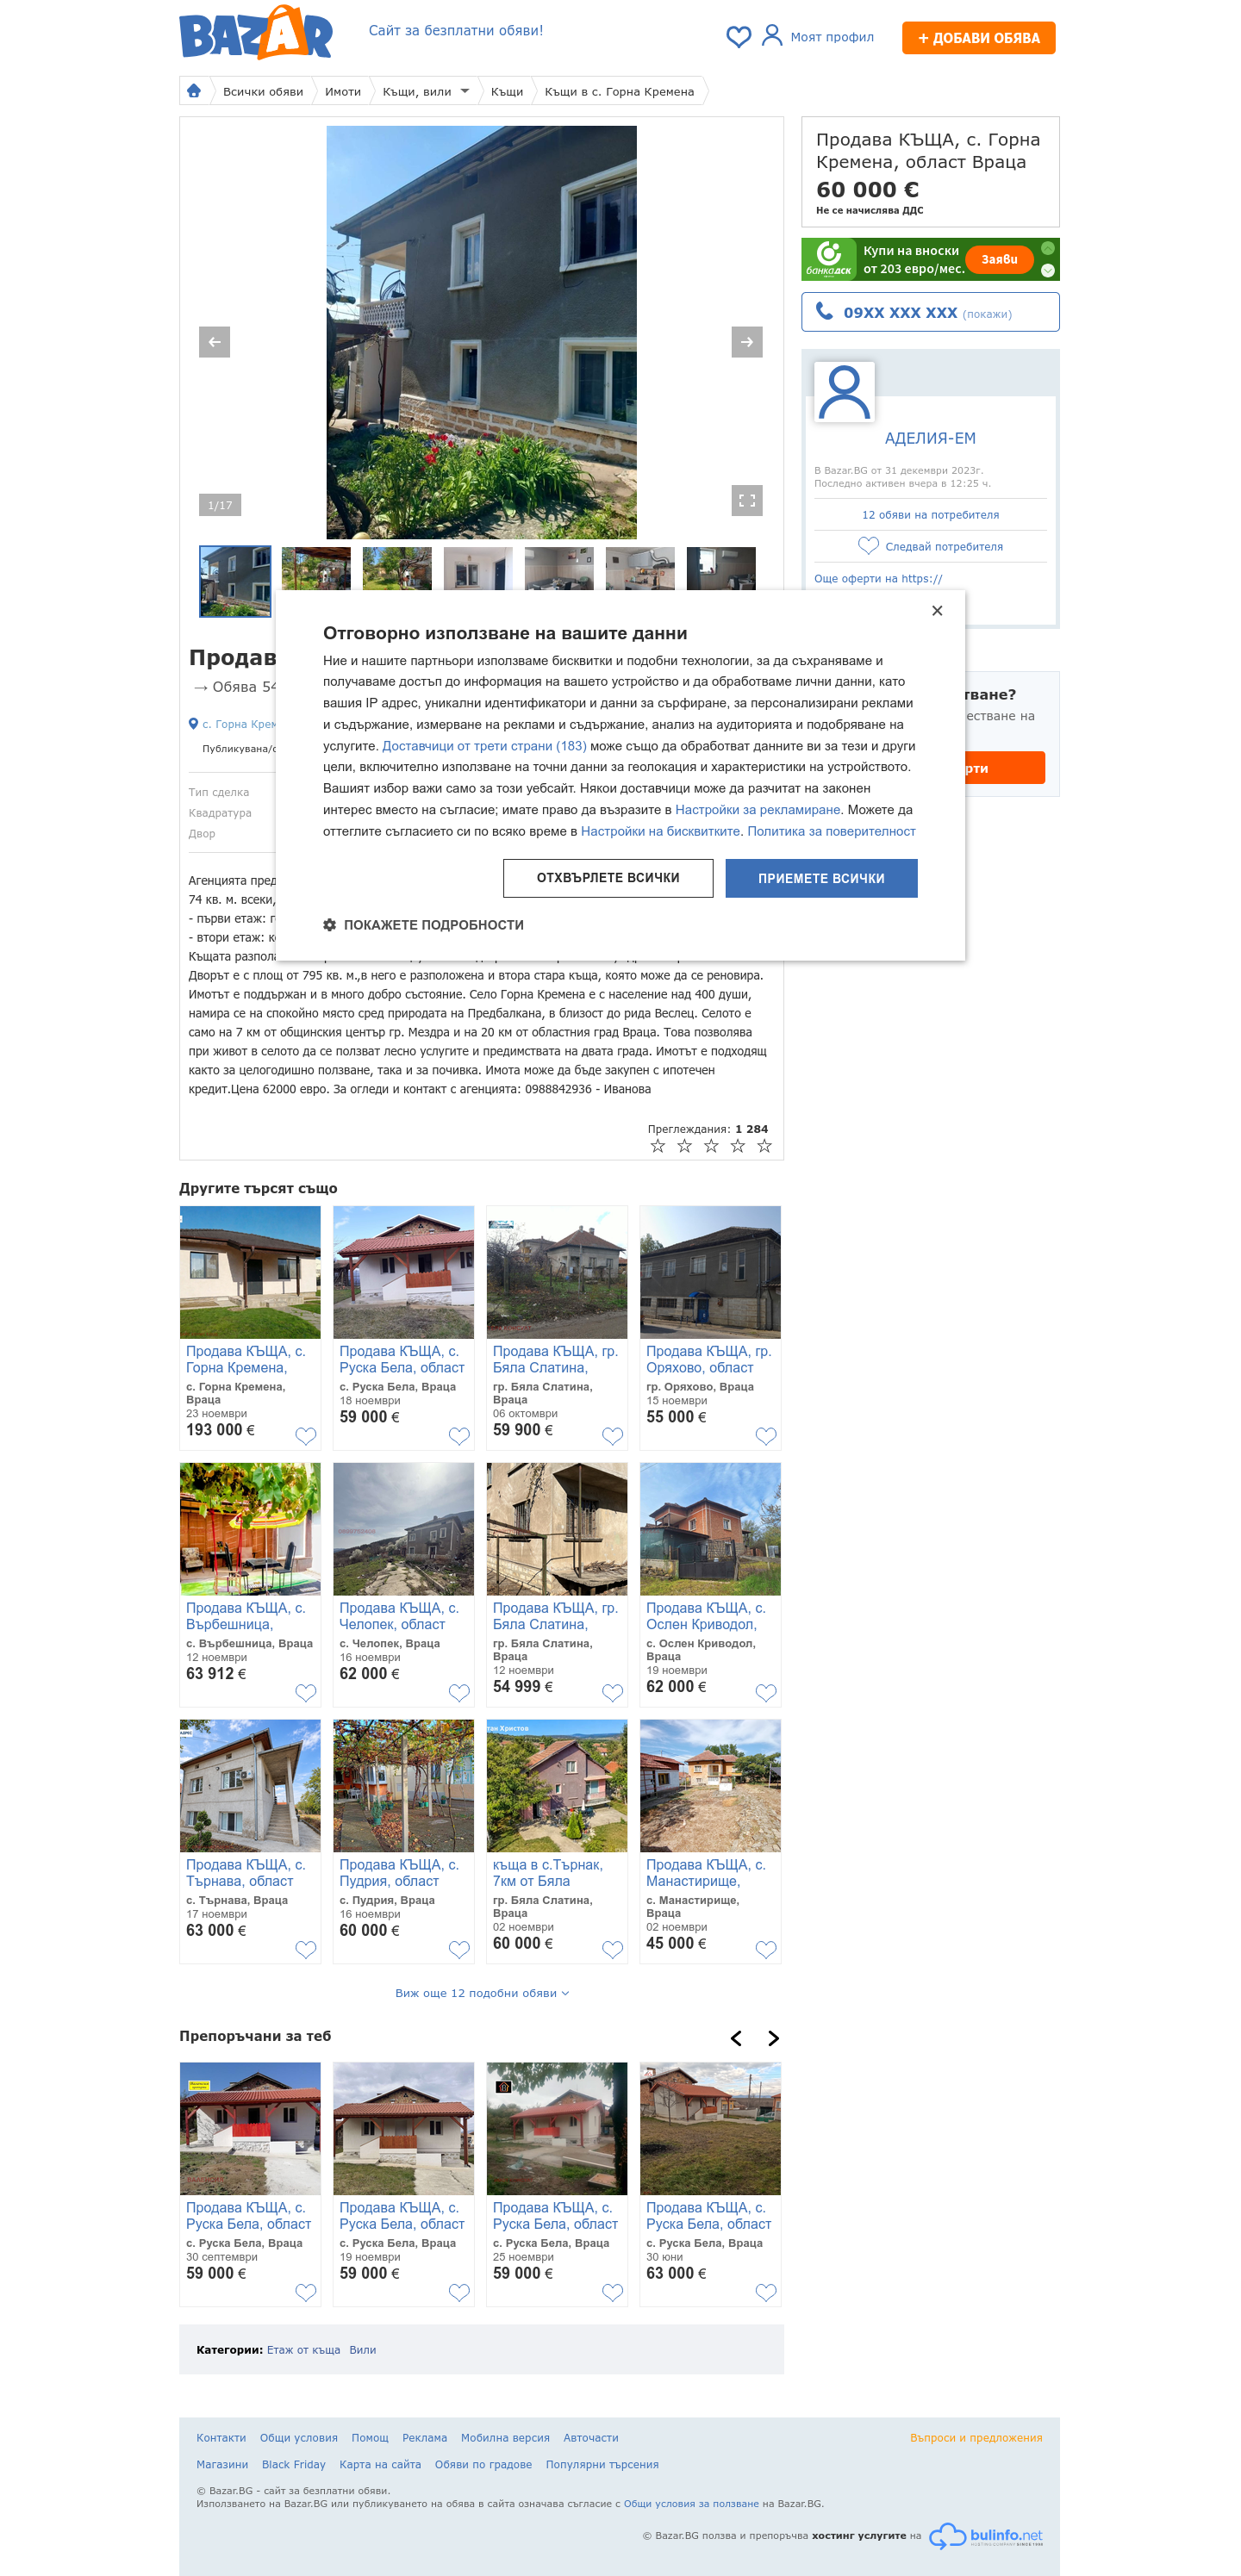 BAZAR
Сайт за безплатни обяви!
Моят профил
+ ДОБАВИ ОБЯВА
Всички обяви
Имоти
Къщи, вили
Къщи
Къщи в с. Горна Кремена
Продава КЪЩА, с. Горна
Кремена, област Враца
60 000 €
Не се начислява ДДС
банка дск
Купи на вноски
от 203 евро/мес.
Заяви
09XX XXX XXX (покажи)
АДЕЛИЯ-ЕМ
В Bazar.BG от 31 декември 2023г.
Последно активен вчера в 12:25 ч.
12 обяви на потребителя
Следвай потребителя
Още оферти на https://
1/17
Отговорно използване на вашите данни
Ние и нашите партньори използваме бисквитки и подобни технологии, за да съхраняваме и
получаваме достъп до информация на вашето устройство и да обработваме лични данни, като
вашия IP адрес, уникални идентификатори и данни за сърфиране, за персонализирани реклами
и съдържание, измерване на реклами и съдържание, анализ на аудиторията и подобряване на
услугите. Доставчици от трети страни (183) може също да обработват данните ви за тези и други
цели, включително използване на точни данни за геолокация и характеристики на устройството.
Вашият избор важи само за този уебсайт. Някои доставчици може да разчитат на законен
интерес вместо на съгласие; имате право да възразите в Настройки за рекламиране. Можете да
оттеглите съгласието си по всяко време в Настройки на бисквитките. Политика за поверителност
ОТХВЪРЛЕТЕ ВСИЧКИ
ПРИЕМЕТЕ ВСИЧКИ
ПОКАЖЕТЕ ПОДРОБНОСТИ
Продав
→ Обява 54
с. Горна Крем
Публикувана/о
Тип сделка
Квадратура
Двор
Агенцията пред
74 кв. м. всеки,
- първи етаж: г
- втори етаж: к
Къщата разпола
Дворът е с площ от 795 кв. м.,в него е разположена и втора стара къща, която може да се реновира.
Имотът е поддържан и в много добро състояние. Село Горна Кремена е с население над 400 души,
намира се на спокойно място сред природата на Предбалкана, в близост до рида Веслец. Селото е
само на 7 км от общинския център гр. Мездра и на 20 км от областния град Враца. Това позволява
при живот в селото да се ползват лесно услугите и предимствата на двата града. Имотът е подходящ
както за целогодишно ползване, така и за почивка. Имота може да бъде закупен с ипотечен
кредит.Цена 62000 евро. За огледи и контакт с агенцията: 0988842936 - Иванова
Преглеждания: 1 284
тване?
естване на
рти
Другите търсят също
Продава КЪЩА, с.
Горна Кремена,
с. Горна Кремена,
Враца
23 ноември
193 000 €
Продава КЪЩА, с.
Руска Бела, област
с. Руска Бела, Враца
18 ноември
59 000 €
Продава КЪЩА, гр.
Бяла Слатина,
гр. Бяла Слатина,
Враца
06 октомври
59 900 €
Продава КЪЩА, гр.
Оряхово, област
гр. Оряхово, Враца
15 ноември
55 000 €
Продава КЪЩА, с.
Върбешница,
с. Върбешница, Враца
12 ноември
63 912 €
Продава КЪЩА, с.
Челопек, област
с. Челопек, Враца
16 ноември
62 000 €
Продава КЪЩА, гр.
Бяла Слатина,
гр. Бяла Слатина,
Враца
12 ноември
54 999 €
Продава КЪЩА, с.
Ослен Криводол,
с. Ослен Криводол,
Враца
19 ноември
62 000 €
Продава КЪЩА, с.
Търнава, област
с. Търнава, Враца
17 ноември
63 000 €
Продава КЪЩА, с.
Пудрия, област
с. Пудрия, Враца
16 ноември
60 000 €
тан Христов
къща в с.Търнак,
7км от Бяла
гр. Бяла Слатина,
Враца
02 ноември
60 000 €
Продава КЪЩА, с.
Манастирище,
с. Манастирище,
Враца
02 ноември
45 000 €
Виж още 12 подобни обяви
Препоръчани за теб
Продава КЪЩА, с.
Руска Бела, област
с. Руска Бела, Враца
30 септември
59 000 €
Продава КЪЩА, с.
Руска Бела, област
с. Руска Бела, Враца
19 ноември
59 000 €
Продава КЪЩА, с.
Руска Бела, област
с. Руска Бела, Враца
25 ноември
59 000 €
Продава КЪЩА, с.
Руска Бела, област
с. Руска Бела, Враца
30 юни
63 000 €
Категории: Етаж от къща Вили
Контакти Общи условия Помощ Реклама Мобилна версия Авточасти
Въпроси и предложения
Магазини Black Friday Карта на сайта Обяви по градове Популярни търсения
© Bazar.BG - сайт за безплатни обяви.
Използването на Bazar.BG или публикуването на обява в сайта означава съгласие с Общи условия за ползване на Bazar.BG.
© Bazar.BG ползва и препоръчва хостинг услугите на
bulinfo.net